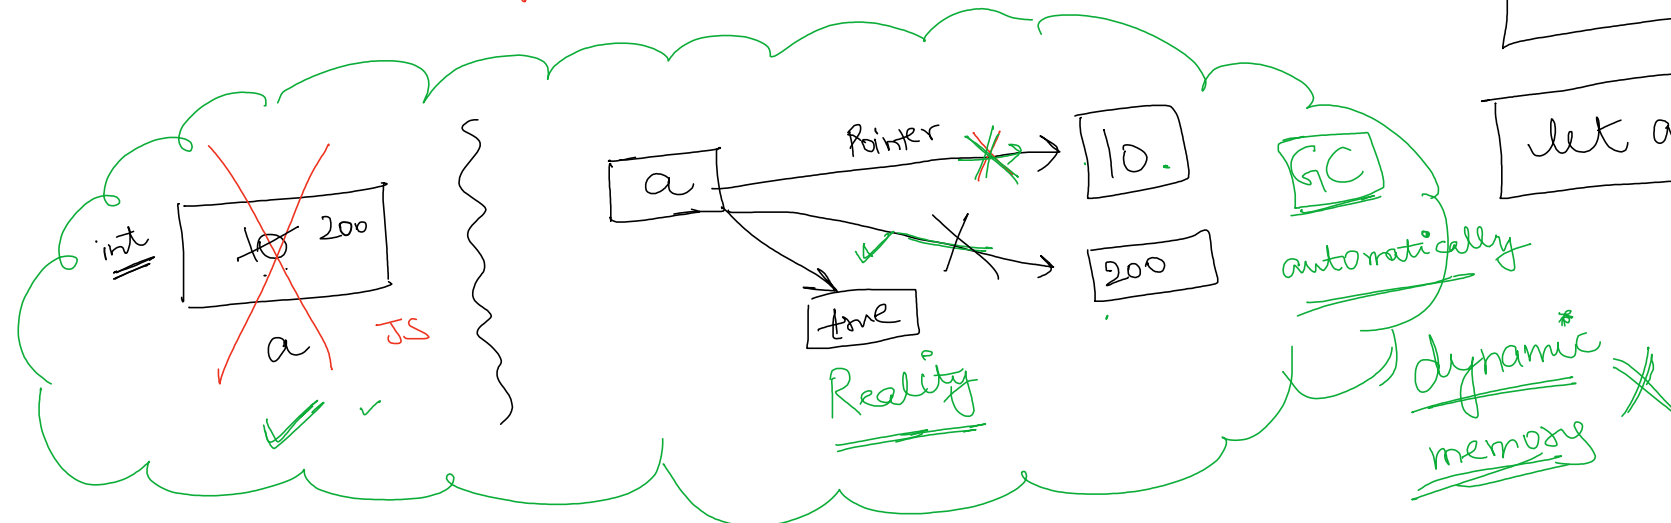 int
10 200
a
JS
a
Pointer
10.
200
true
Reality
GC
automatically
dynamic*
memory
let a